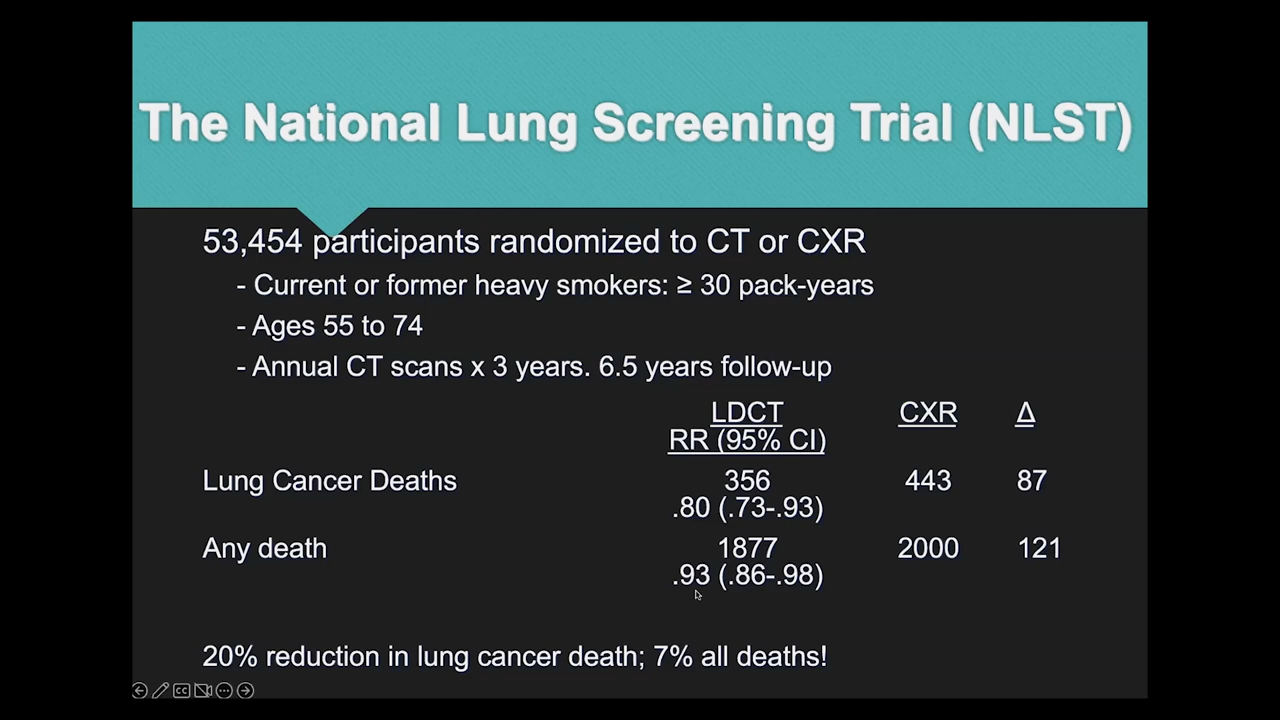 The National Lung Screening Trial (NLST)
53,454 participants randomized to CT or CXR
- Current or former heavy smokers: ≥ 30 pack-years
- Ages 55 to 74
- Annual CT scans x 3 years. 6.5 years follow-up
LDCT CXR Δ
RR (95% CI)
Lung Cancer Deaths 356 443 87
.80 (.73-.93)
Any death 1877 2000 121
.93 (.86-.98)
20% reduction in lung cancer death; 7% all deaths!
CC